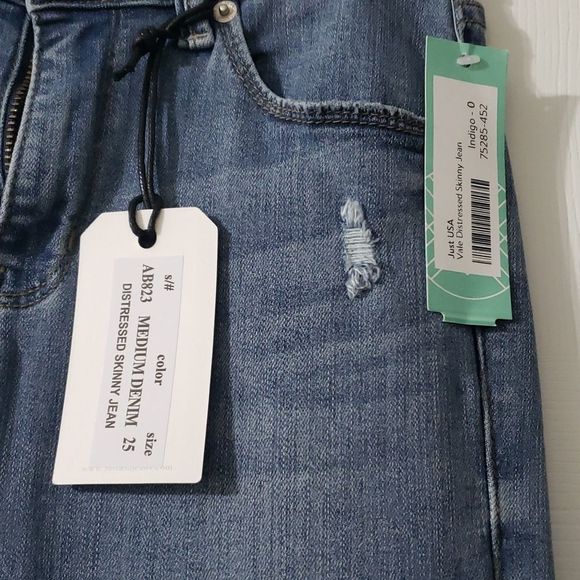 s/# color size
AB823 MEDIUM DENIM 25
DISTRESSED SKINNY JEAN
Just USA
Vale Distressed Skinny Jean
Indigo - 0
75285-452